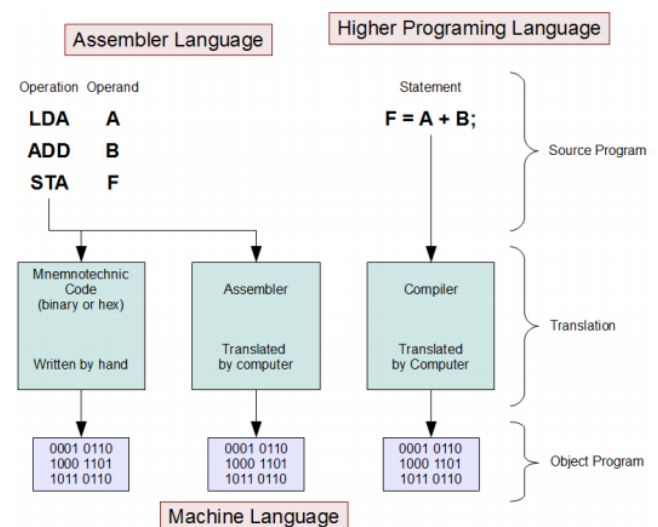 Assembler Language
Higher Programing Language
Operation Operand
Statement
LDA A
F = A + B;
ADD B
STA F
Source Program
Mnemnotechnic
Code
(binary or hex)
Written by hand
Assembler
Translated
by computer
Compiler
Translated
by Computer
Translation
0001 0110
1000 1101
1011 0110
0001 0110
1000 1101
1011 0110
0001 0110
1000 1101
1011 0110
Object Program
Machine Language